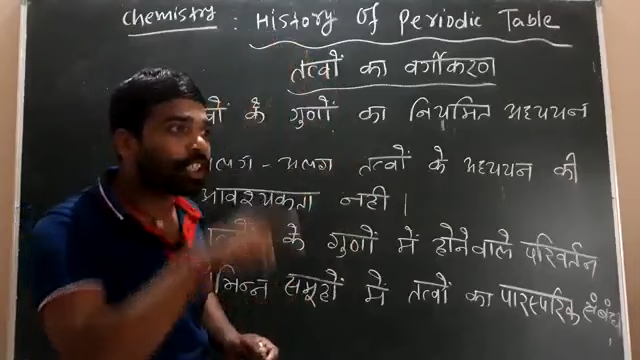 Chemistry : History Of Periodic Table
तत्वों का वर्गीकरण
के गुणों का नियमित अध्ययन
अलग - अलग तत्वों के अध्ययन की
आवश्यकता नही ।
के गुणों में होनेवाले परिवर्तन
समूहों में तत्वों का पारस्परिक संबंध